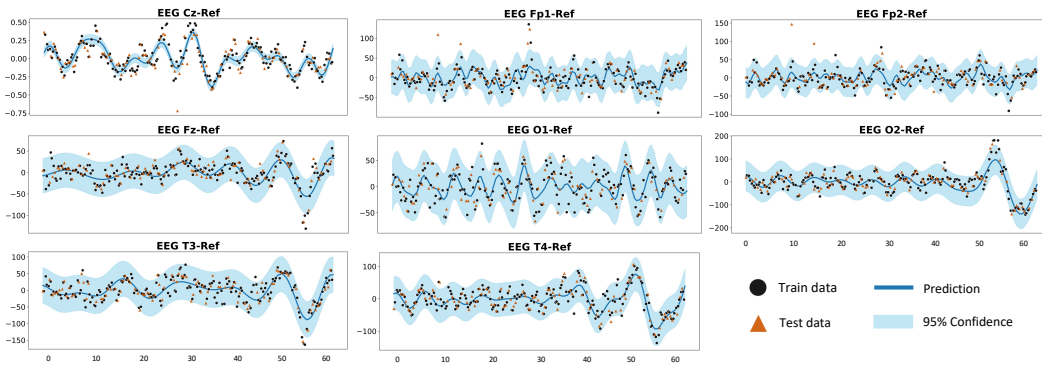 EEG Cz-Ref
0.50
0.25
0.00
−0.25
−0.50
−0.75
EEG Fp1-Ref
100
50
0
−50
EEG Fp2-Ref
150
100
50
0
−50
−100
EEG Fz-Ref
50
0
−50
−100
EEG O1-Ref
50
0
−50
EEG O2-Ref
200
100
0
−100
−200
0 10 20 30 40 50 60
EEG T3-Ref
100
50
0
−50
−100
−150
0 10 20 30 40 50 60
EEG T4-Ref
100
0
−100
0 10 20 30 40 50 60
Train data
Prediction
Test data
95% Confidence